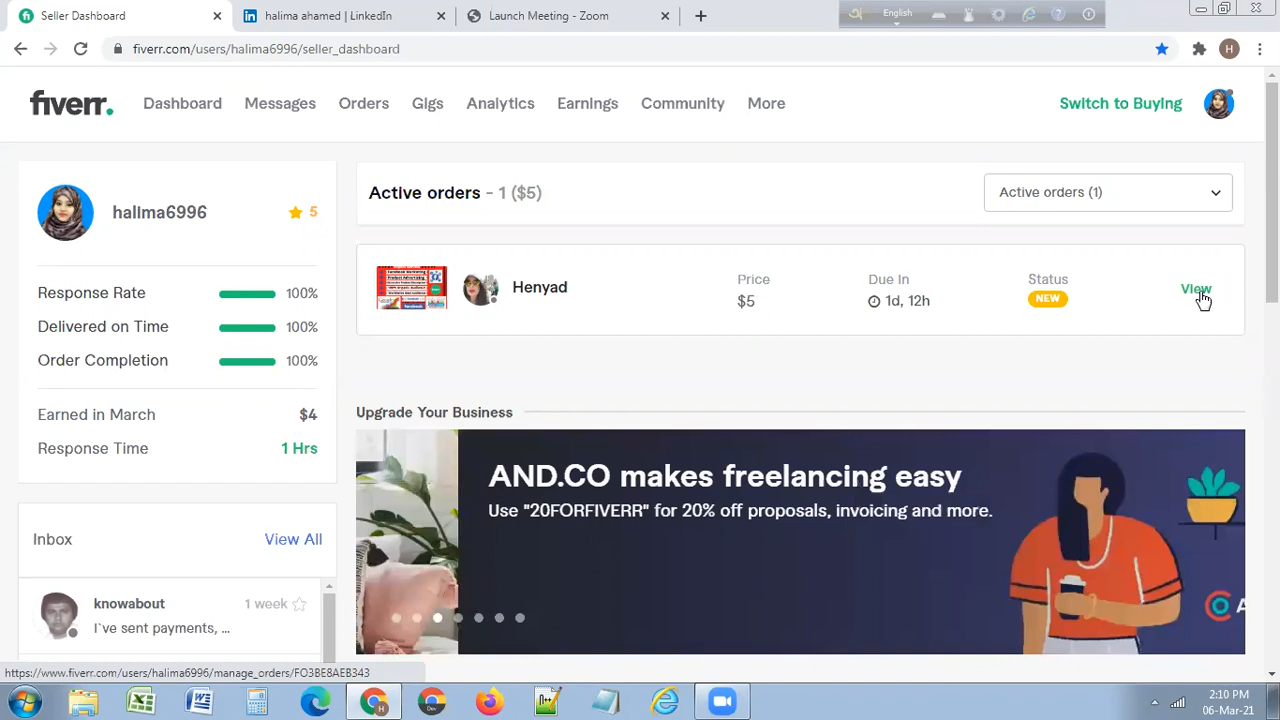 Seller Dashboard
halima ahamed | LinkedIn
Launch Meeting - Zoom
English
fiverr.com/users/halima6996/seller_dashboard
H
fiverr.
Dashboard
Messages
Orders
Gigs
Analytics
Earnings
Community
More
Switch to Buying
halima6996
5
Response Rate
100%
Delivered on Time
100%
Order Completion
100%
Earned in March
$4
Response Time
1 Hrs
Inbox
View All
knowabout
1 week
I`ve sent payments, ...
Active orders - 1 ($5)
Active orders (1)
Henyad
Price
$5
Due In
1d, 12h
Status
NEW
View
Upgrade Your Business
AND.CO makes freelancing easy
Use "20FORFIVERR" for 20% off proposals, invoicing and more.
https://www.fiverr.com/users/halima6996/manage_orders/FO3BE8AEB343
2:10 PM
06-Mar-21